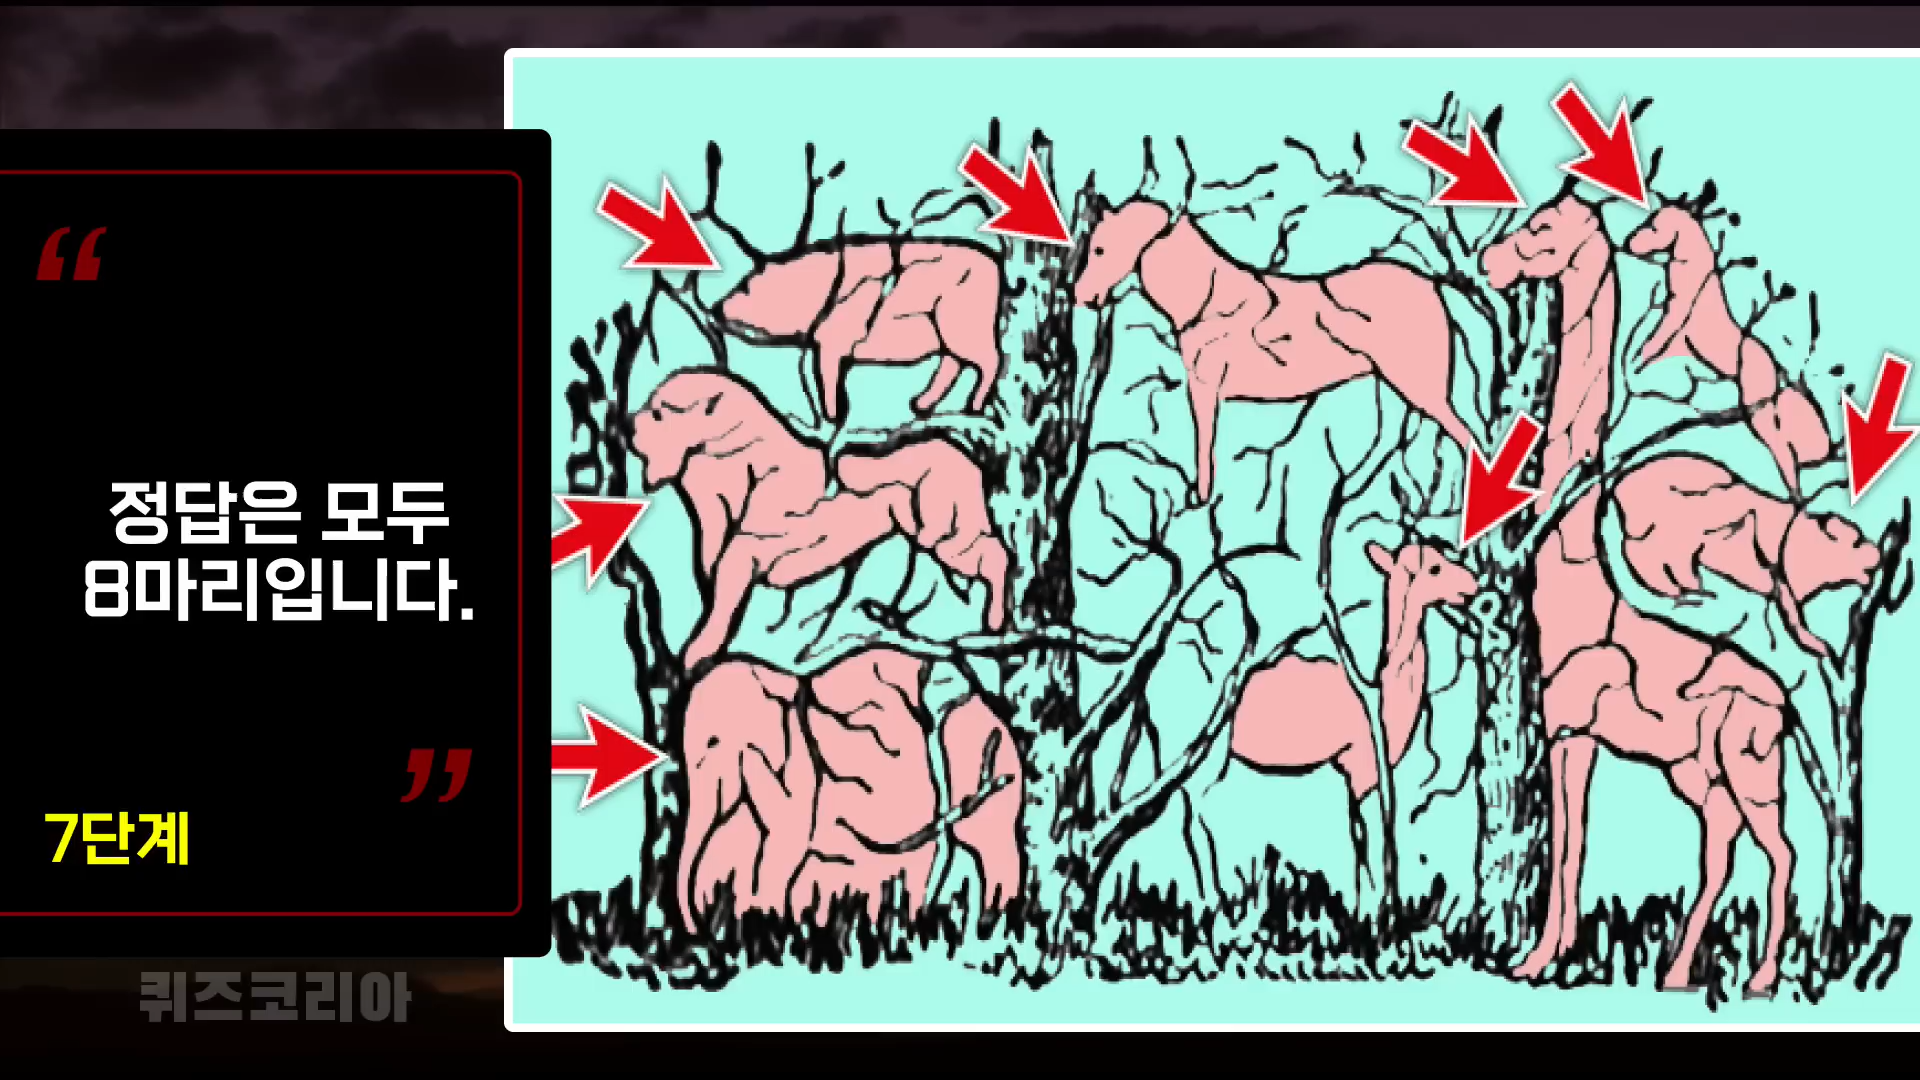 “
정답은 모두
8마리입니다.
”
7단계
퀴즈코리아